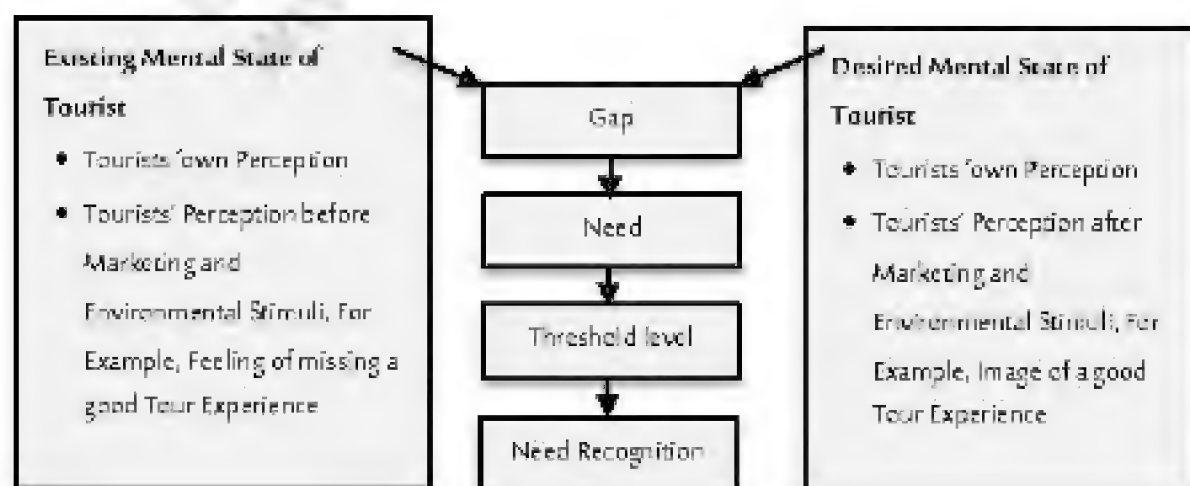 Existing Mental State of
Tourist
• Tourists 'own Perception
• Tourists' Perception before
Marketing and
Environmental Stimuli, For
Example, Feeling of missing a
good Tour Experience
Gap
Need
Threshold level
Need Recognition
Desired Mental State of
Tourist
• Tourists 'own Perception
• Tourists' Perception after
Marketing and
Environmental Stimuli, For
Example, Image of a good
Tour Experience